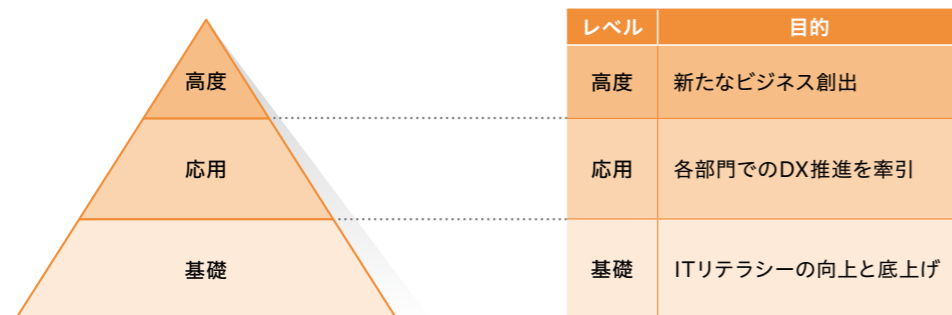 高度
応用
基礎
レベル 目的
高度 新たなビジネス創出
応用 各部門でのDX推進を牽引
基礎 ITリテラシーの向上と底上げ